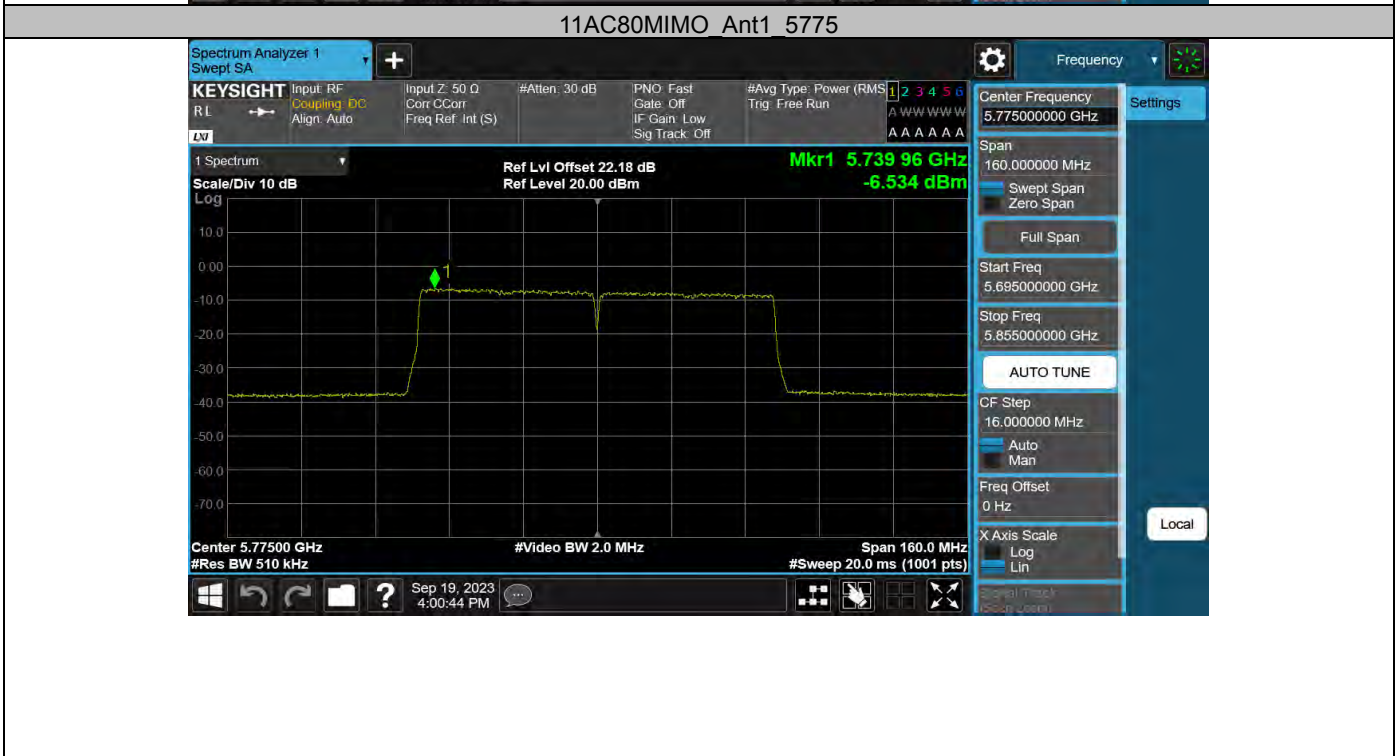 11AC80MIMO_Ant1_5775
Spectrum Analyzer 1
Swept SA
+
Frequency
KEYSIGHT
RL
LXI
Input: RF
Coupling: DC
Align: Auto
Input Z: 50 Ω
Corr CCorr
Freq Ref: Int (S)
#Atten: 30 dB
PNO: Fast
Gate: Off
IF Gain: Low
Sig Track: Off
#Avg Type: Power (RMS
Trig: Free Run
1 2 3 4 5 6
A W W W W W
A A A A A A
Center Frequency
5.775000000 GHz
Settings
1 Spectrum
Scale/Div 10 dB
Ref Lvl Offset 22.18 dB
Ref Level 20.00 dBm
Mkr1 5.739 96 GHz
-6.534 dBm
Span
160.000000 MHz
Swept Span
Zero Span
Full Span
Start Freq
5.695000000 GHz
Stop Freq
5.855000000 GHz
AUTO TUNE
CF Step
16.000000 MHz
Auto
Man
Freq Offset
0 Hz
X Axis Scale
Log
Lin
Signal Track
(Span Zoom)
Local
Log
10.0
0.00
1
-10.0
-20.0
-30.0
-40.0
-50.0
-60.0
-70.0
Center 5.77500 GHz
#Res BW 510 kHz
#Video BW 2.0 MHz
Span 160.0 MHz
#Sweep 20.0 ms (1001 pts)
?
Sep 19, 2023
4:00:44 PM